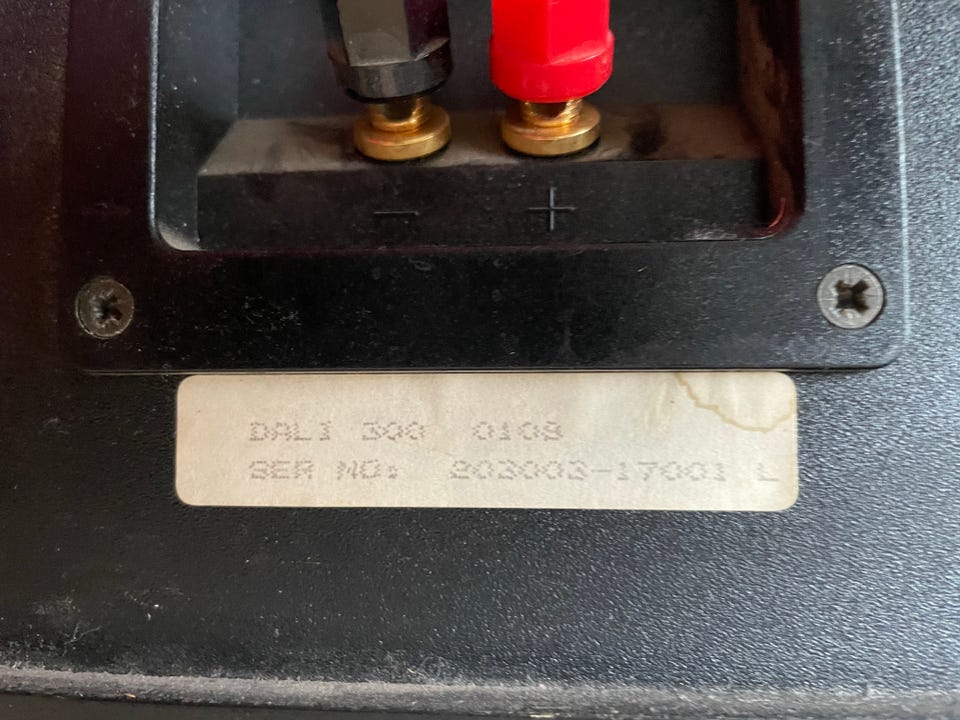 − +
DALI 300 0108
SER NO: 203003-17001 L